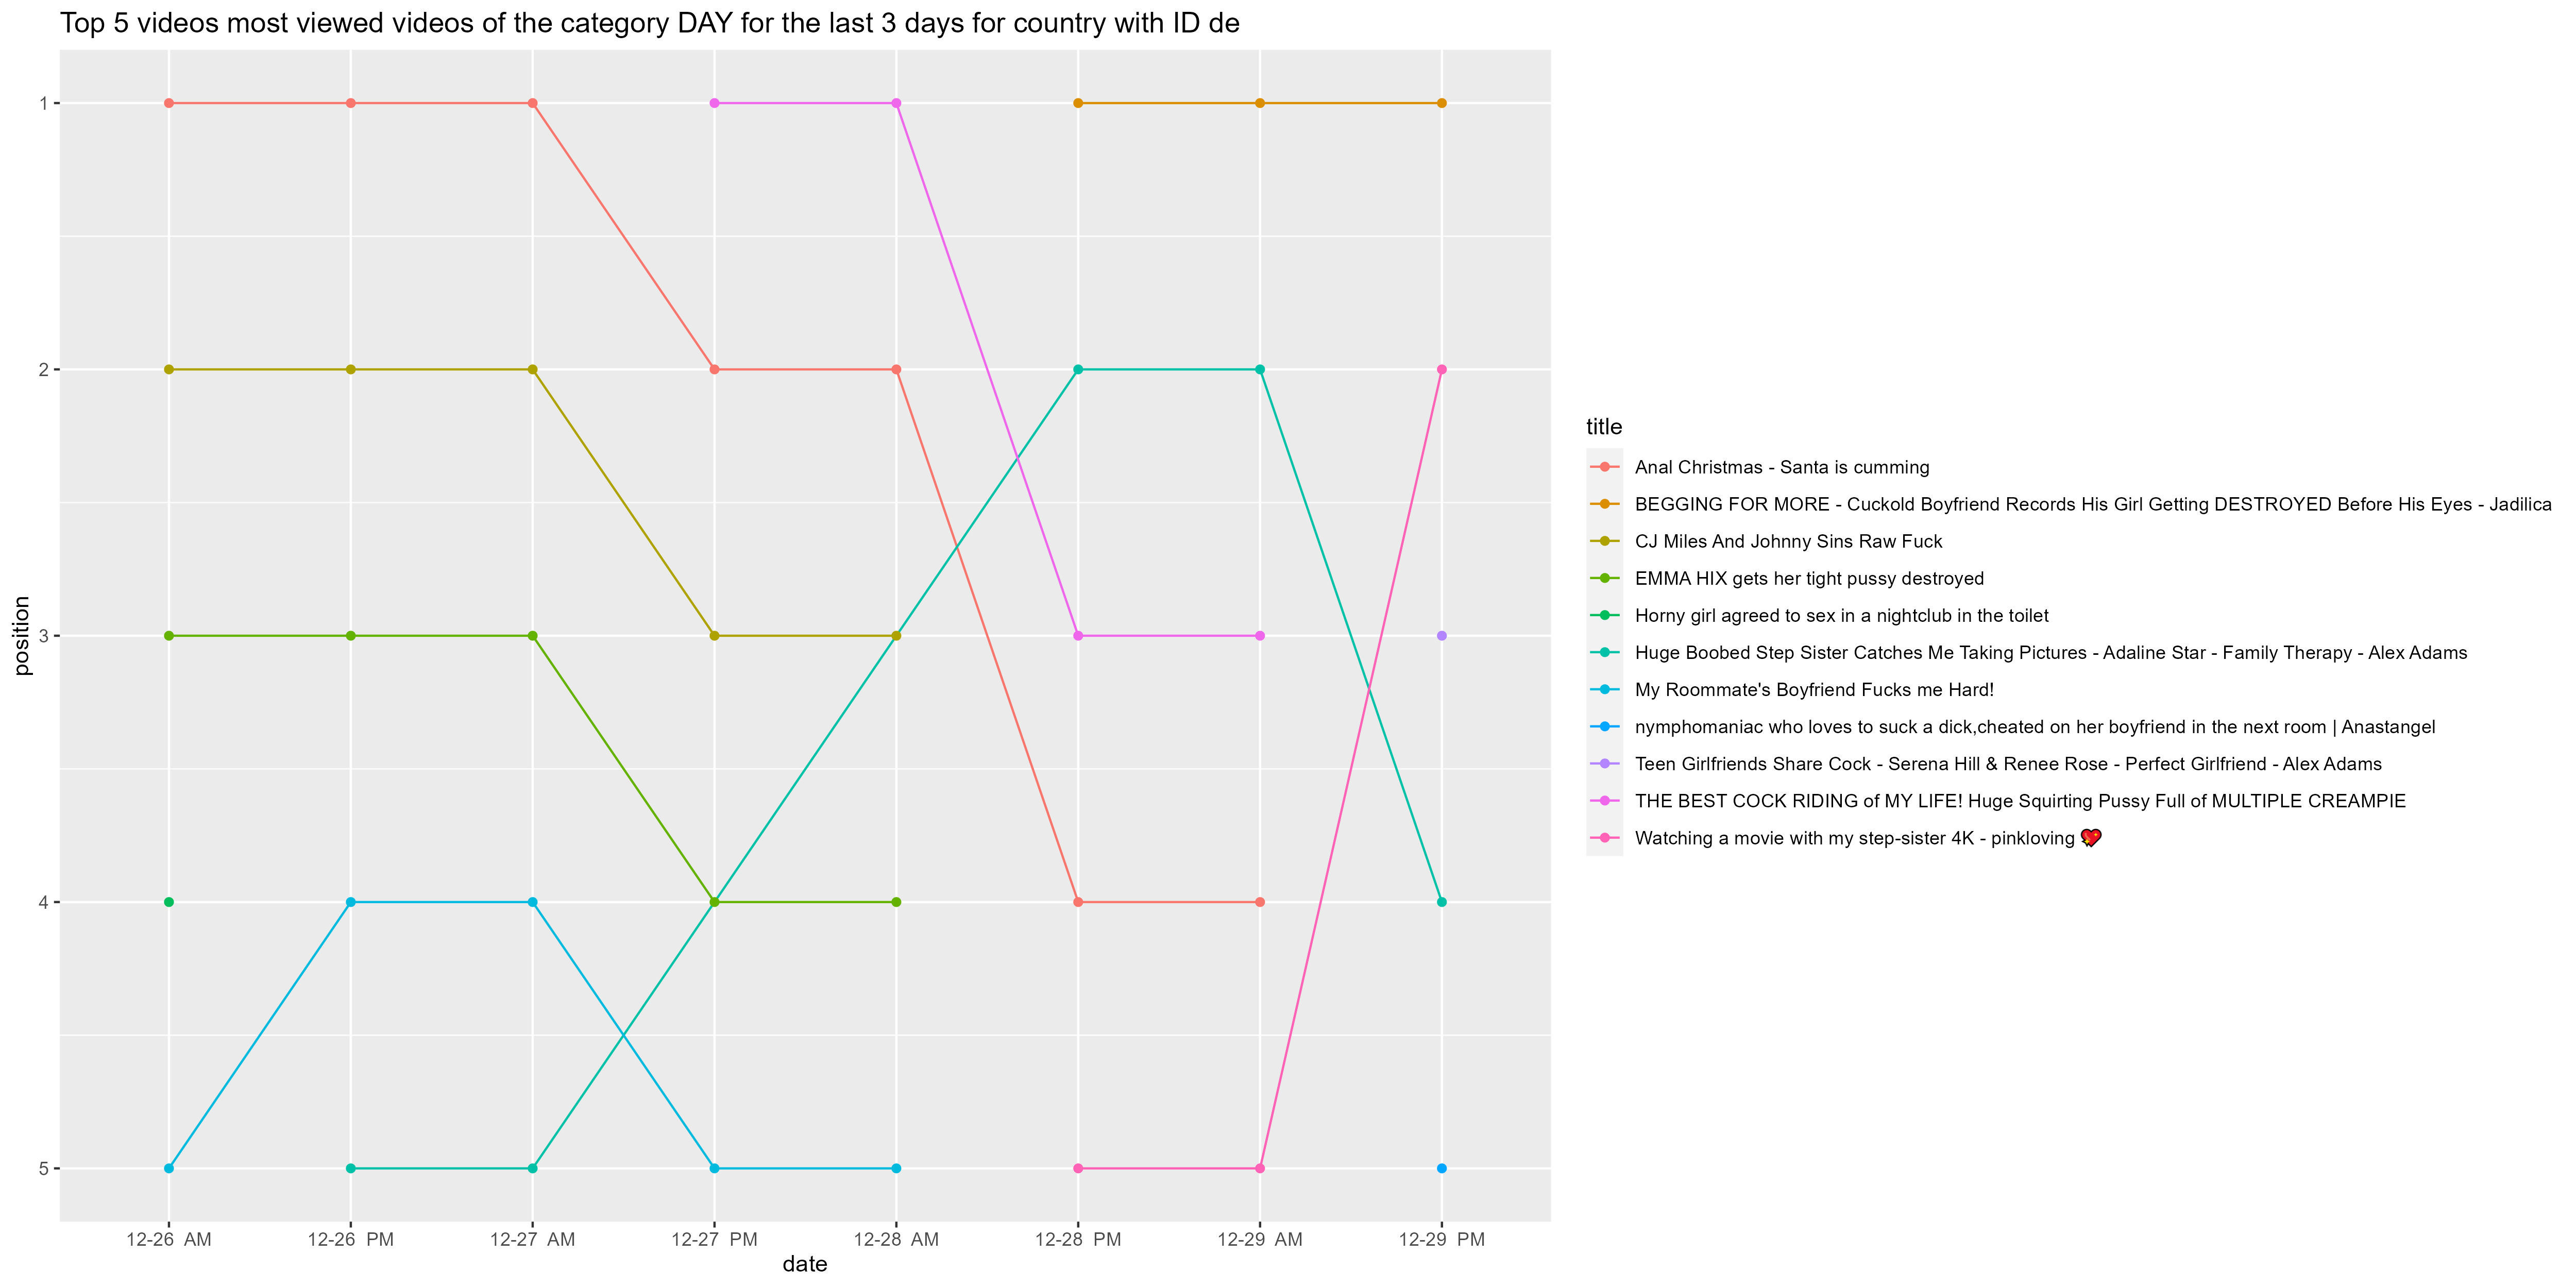 Top 5 videos most viewed videos of the category DAY for the last 3 days for country with ID de
1
2
3
4
5
position
12-26 AM
12-26 PM
12-27 AM
12-27 PM
12-28 AM
12-28 PM
12-29 AM
12-29 PM
date
title
Anal Christmas - Santa is cumming
BEGGING FOR MORE - Cuckold Boyfriend Records His Girl Getting DESTROYED Before His Eyes - Jadilica
CJ Miles And Johnny Sins Raw Fuck
EMMA HIX gets her tight pussy destroyed
Horny girl agreed to sex in a nightclub in the toilet
Huge Boobed Step Sister Catches Me Taking Pictures - Adaline Star - Family Therapy - Alex Adams
My Roommate's Boyfriend Fucks me Hard!
nymphomaniac who loves to suck a dick,cheated on her boyfriend in the next room | Anastangel
Teen Girlfriends Share Cock - Serena Hill & Renee Rose - Perfect Girlfriend - Alex Adams
THE BEST COCK RIDING of MY LIFE! Huge Squirting Pussy Full of MULTIPLE CREAMPIE
Watching a movie with my step-sister 4K - pinkloving 💖